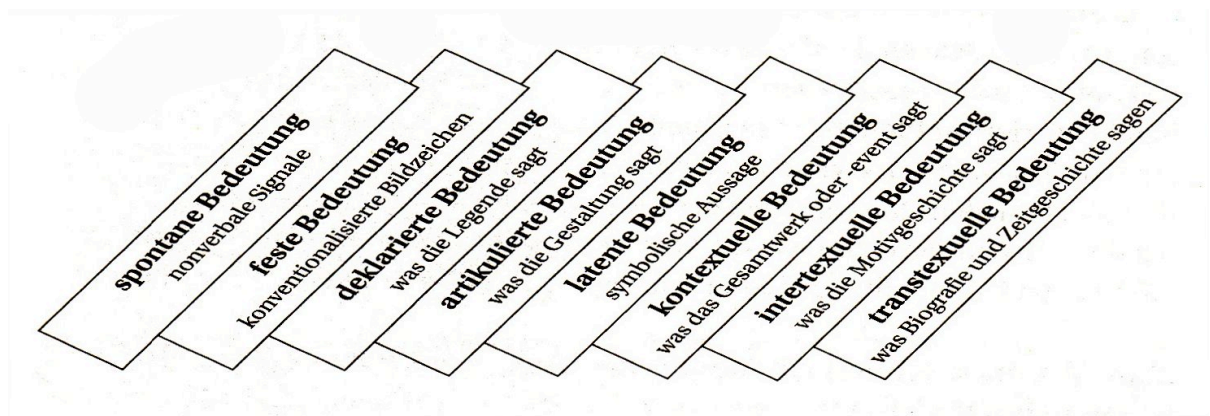 spontane Bedeutung
nonverbale Signale
feste Bedeutung
konventionalisierte Bildzeichen
deklarierte Bedeutung
was die Legende sagt
artikulierte Bedeutung
was die Gestaltung sagt
latente Bedeutung
symbolische Aussage
kontextuelle Bedeutung
was das Gesamtwerk oder -event sagt
intertextuelle Bedeutung
was die Motivgeschichte sagt
transtextuelle Bedeutung
was Biografie und Zeitgeschichte sagen